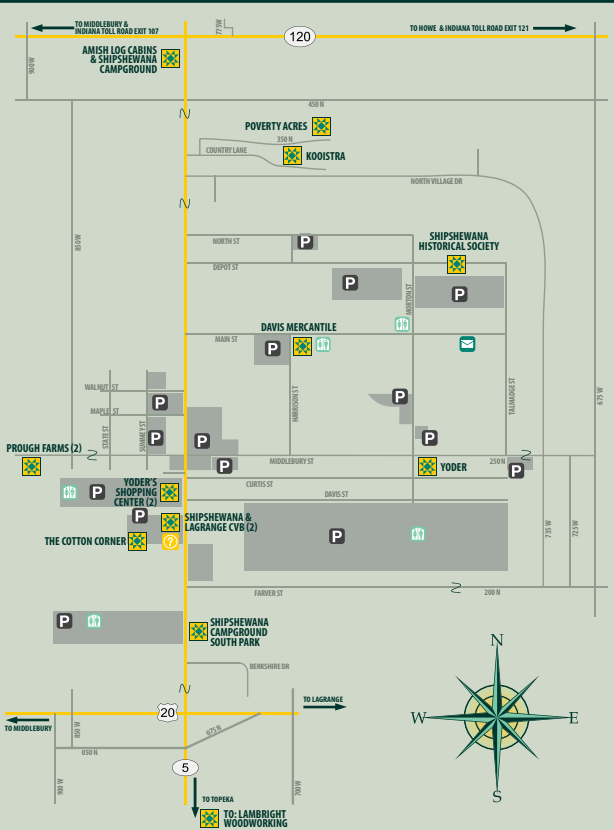 TO MIDDLEBURY &
INDIANA TOLL ROAD EXIT 107
775W
TO HOWE & INDIANA TOLL ROAD EXIT 121
120
900 W
AMISH LOG CABINS
& SHIPSHEWANA
CAMPGROUND
450 N
POVERTY ACRES
350 N
COUNTRY LANE
KOOISTRA
NORTH VILLAGE DR
850 W
NORTH ST
P
SHIPSHEWANA
HISTORICAL SOCIETY
DEPOT ST
P
P
MORTON ST
DAVIS MERCANTILE
MAIN ST
P
WALNUT ST
MAPLE ST
STATE ST
SUMMEY ST
P
P
P
HARRISON ST
P
P
TALMADGE ST
675 W
PROUGH FARMS (2)
P
MIDDLEBURY ST
YODER
250 N
P
P
YODER'S
SHOPPING
CENTER (2)
CURTIS ST
DAVIS ST
P
SHIPSHEWANA &
LAGRANGE CVB (2)
THE COTTON CORNER
?
P
735 W
725 W
FARVER ST
200 N
P
SHIPSHEWANA
CAMPGROUND
SOUTH PARK
BERKSHIRE DR
N
W
E
S
TO LAGRANGE
20
TO MIDDLEBURY
850 W
075 N
050 N
5
900 W
700 W
TO TOPEKA
TO: LAMBRIGHT
WOODWORKING